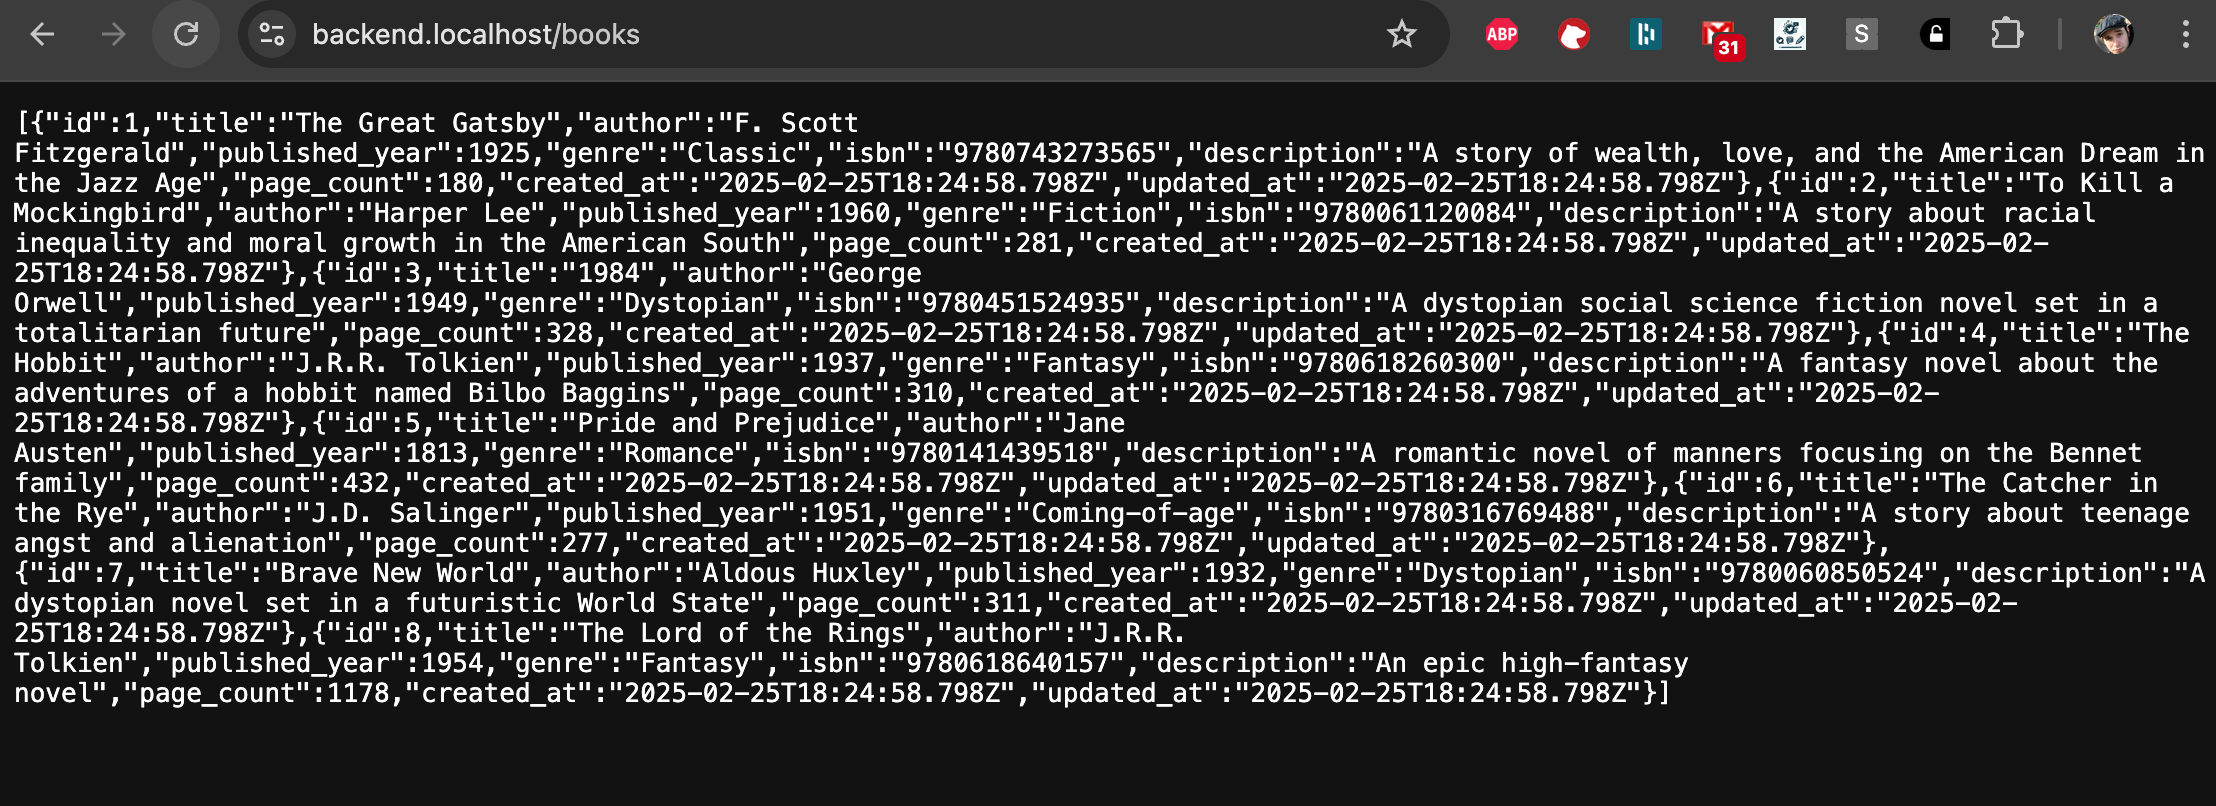 backend.localhost/books
ABP
31
S
[{"id":1,"title":"The Great Gatsby","author":"F. Scott
Fitzgerald","published_year":1925,"genre":"Classic","isbn":"9780743273565","description":"A story of wealth, love, and the American Dream in
the Jazz Age","page_count":180,"created_at":"2025-02-25T18:24:58.798Z","updated_at":"2025-02-25T18:24:58.798Z"},{"id":2,"title":"To Kill a
Mockingbird","author":"Harper Lee","published_year":1960,"genre":"Fiction","isbn":"9780061120084","description":"A story about racial
inequality and moral growth in the American South","page_count":281,"created_at":"2025-02-25T18:24:58.798Z","updated_at":"2025-02-
25T18:24:58.798Z"},{"id":3,"title":"1984","author":"George
Orwell","published_year":1949,"genre":"Dystopian","isbn":"9780451524935","description":"A dystopian social science fiction novel set in a
totalitarian future","page_count":328,"created_at":"2025-02-25T18:24:58.798Z","updated_at":"2025-02-25T18:24:58.798Z"},{"id":4,"title":"The
Hobbit","author":"J.R.R. Tolkien","published_year":1937,"genre":"Fantasy","isbn":"9780618260300","description":"A fantasy novel about the
adventures of a hobbit named Bilbo Baggins","page_count":310,"created_at":"2025-02-25T18:24:58.798Z","updated_at":"2025-02-
25T18:24:58.798Z"},{"id":5,"title":"Pride and Prejudice","author":"Jane
Austen","published_year":1813,"genre":"Romance","isbn":"9780141439518","description":"A romantic novel of manners focusing on the Bennet
family","page_count":432,"created_at":"2025-02-25T18:24:58.798Z","updated_at":"2025-02-25T18:24:58.798Z"},{"id":6,"title":"The Catcher in
the Rye","author":"J.D. Salinger","published_year":1951,"genre":"Coming-of-age","isbn":"9780316769488","description":"A story about teenage
angst and alienation","page_count":277,"created_at":"2025-02-25T18:24:58.798Z","updated_at":"2025-02-25T18:24:58.798Z"},
{"id":7,"title":"Brave New World","author":"Aldous Huxley","published_year":1932,"genre":"Dystopian","isbn":"9780060850524","description":"A
dystopian novel set in a futuristic World State","page_count":311,"created_at":"2025-02-25T18:24:58.798Z","updated_at":"2025-02-
25T18:24:58.798Z"},{"id":8,"title":"The Lord of the Rings","author":"J.R.R.
Tolkien","published_year":1954,"genre":"Fantasy","isbn":"9780618640157","description":"An epic high-fantasy
novel","page_count":1178,"created_at":"2025-02-25T18:24:58.798Z","updated_at":"2025-02-25T18:24:58.798Z"}]